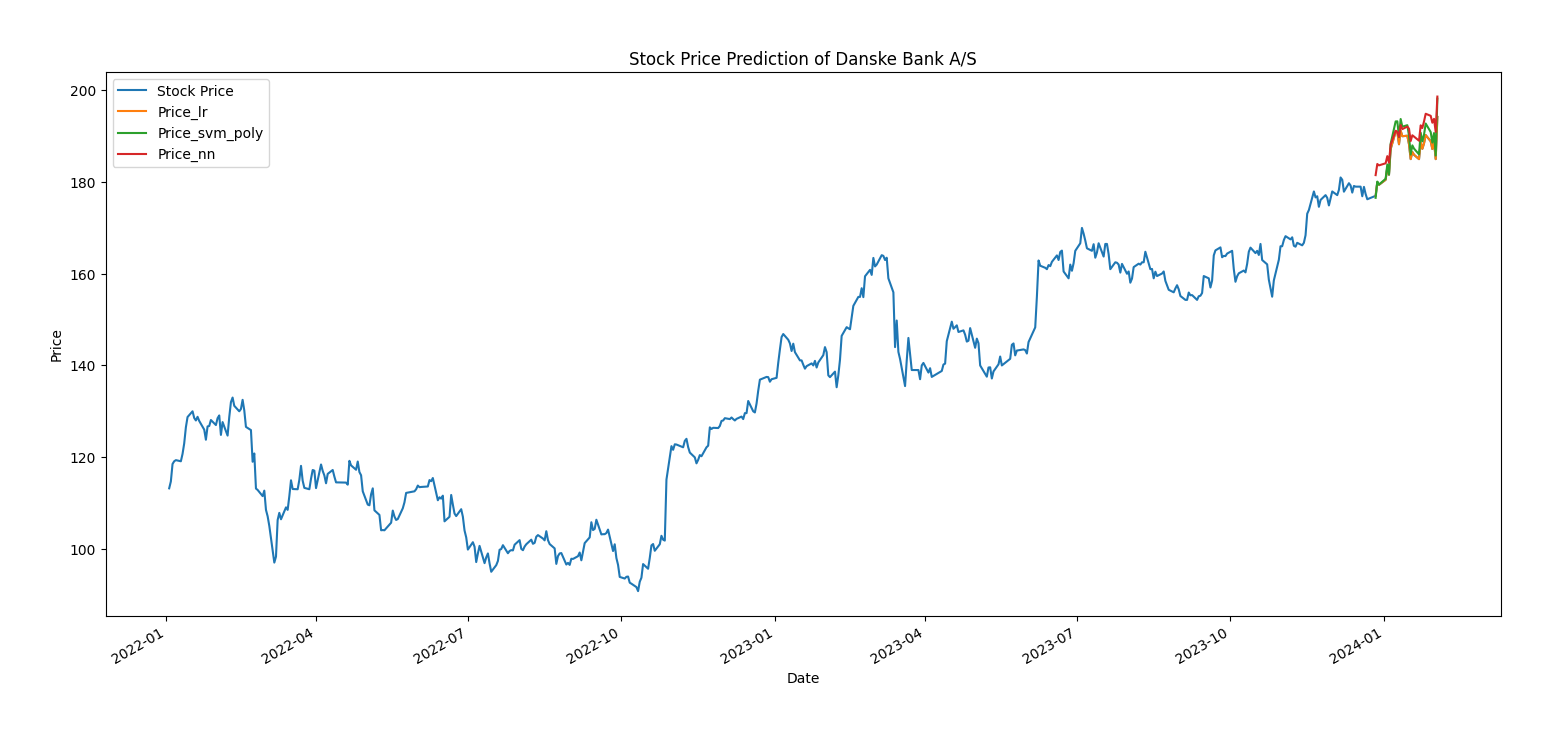 Stock Price Prediction of Danske Bank A/S
Stock Price
Price_lr
Price_svm_poly
Price_nn
200
180
160
140
120
100
Price
2022-01
2022-04
2022-07
2022-10
2023-01
2023-04
2023-07
2023-10
2024-01
Date